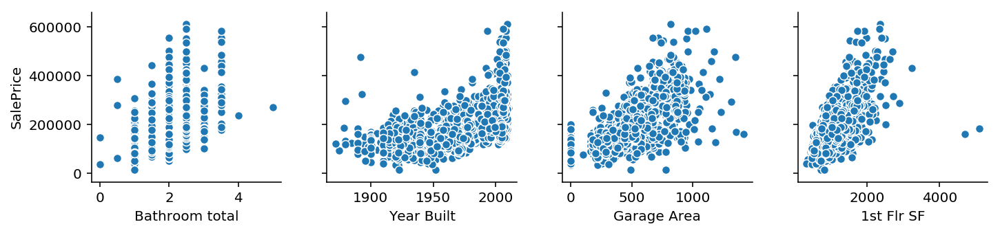 SalePrice
600000
400000
200000
0
0 2 4
Bathroom total
1900 1950 2000
Year Built
0 500 1000
Garage Area
2000 4000
1st Flr SF